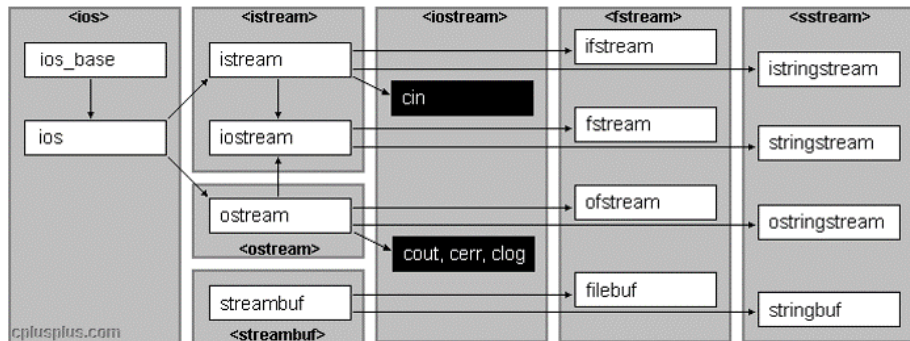 <ios>
ios_base
ios
<istream>
istream
iostream
ostream
<ostream>
streambuf
<streambuf>
<iostream>
cin
cout, cerr, clog
<fstream>
ifstream
fstream
ofstream
filebuf
<sstream>
istringstream
stringstream
ostringstream
stringbuf
cplusplus.com